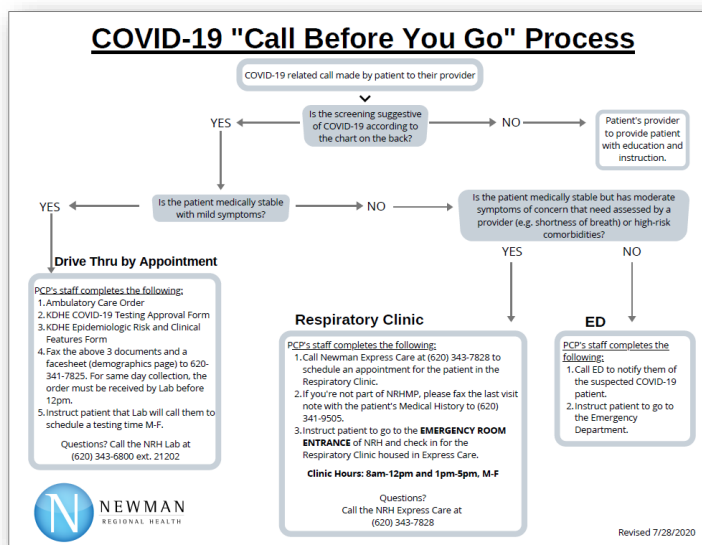 COVID-19 "Call Before You Go" Process
COVID-19 related call made by patient to their provider
Is the screening suggestive
of COVID-19 according to
the chart on the back?
YES
NO
Patient's provider
to provide patient
with education and
instruction.
Is the patient medically stable
with mild symptoms?
YES
NO
Is the patient medically stable but has moderate
symptoms of concern that need assessed by a
provider (e.g. shortness of breath) or high-risk
comorbidities?
YES
NO
Drive Thru by Appointment
PCP's staff completes the following:
1. Ambulatory Care Order
2. KDHE COVID-19 Testing Approval Form
3. KDHE Epidemiologic Risk and Clinical
Features Form
4. Fax the above 3 documents and a
facesheet (demographics page) to 620-
341-7825. For same day collection, the
order must be received by Lab before
12pm.
5. Instruct patient that Lab will call them to
schedule a testing time M-F.
Questions? Call the NRH Lab at
(620) 343-6800 ext. 21202
Respiratory Clinic
PCP's staff completes the following:
1. Call Newman Express Care at (620) 343-7828 to
schedule an appointment for the patient in the
Respiratory Clinic.
2. If you're not part of NRHMP, please fax the last visit
note with the patient's Medical History to (620)
341-9505.
3. Instruct patient to go to the EMERGENCY ROOM
ENTRANCE of NRH and check in for the
Respiratory Clinic housed in Express Care.
Clinic Hours: 8am-12pm and 1pm-5pm, M-F
Questions?
Call the NRH Express Care at
(620) 343-7828
ED
PCP's staff completes the
following:
1. Call ED to notify them of
the suspected COVID-19
patient.
2. Instruct patient to go to
the Emergency
Department.
NEWMAN
REGIONAL HEALTH
Revised 7/28/2020